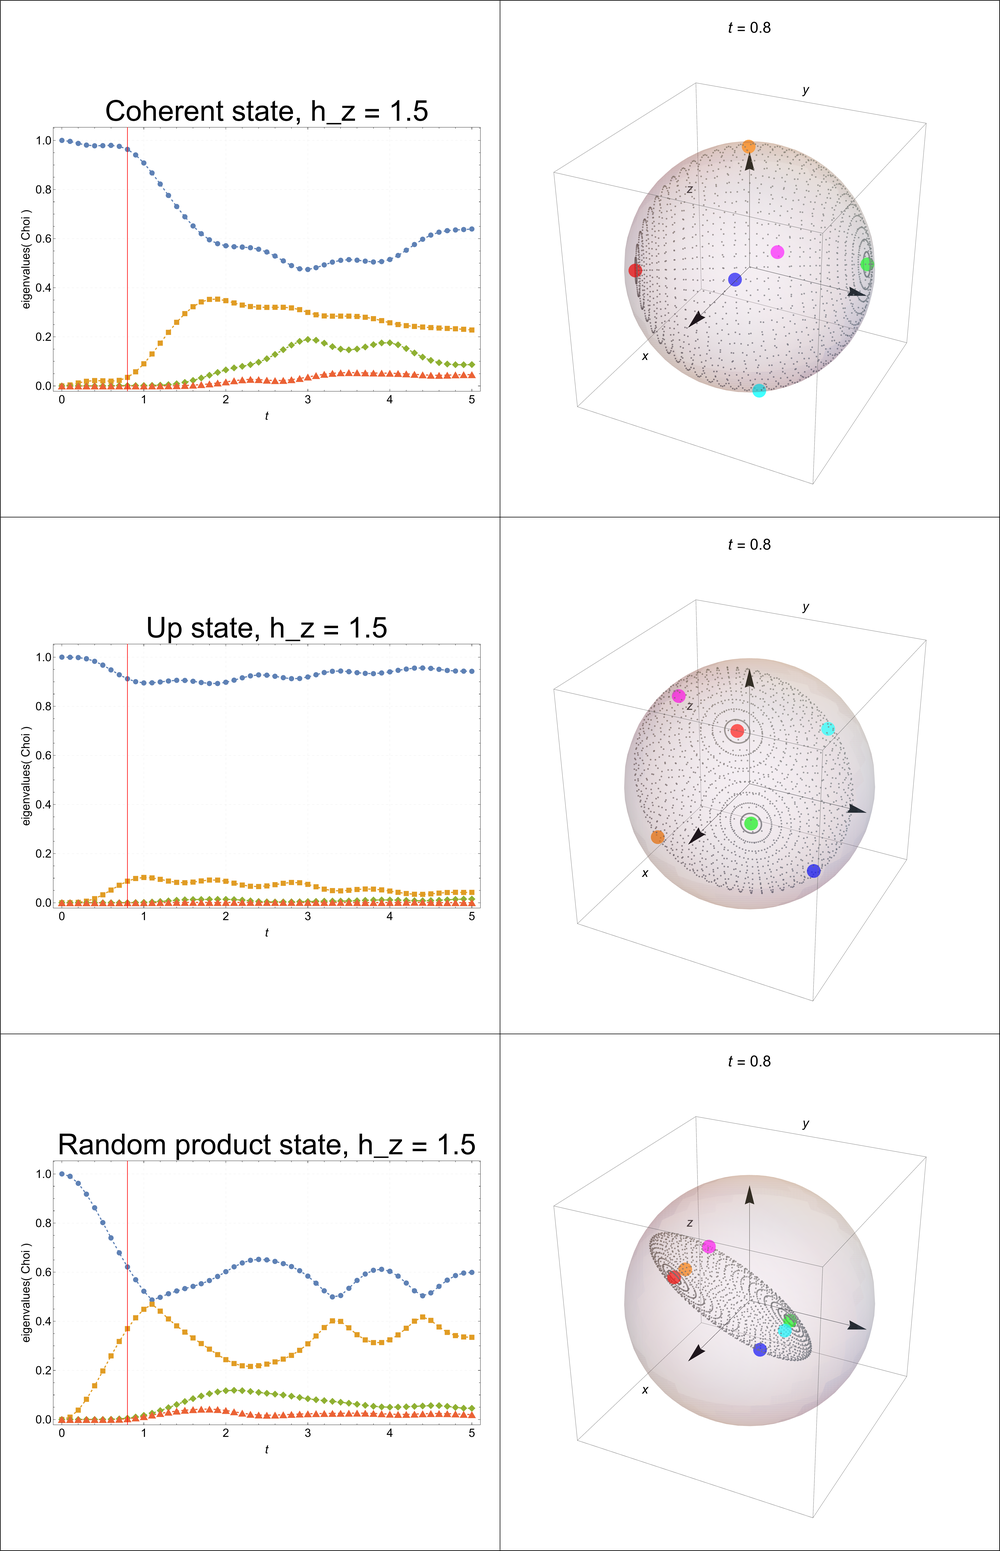 Coherent state, h_z = 1.5
eigenvalues( Choi )
1.0
0.8
0.6
0.4
0.2
0.0
0 1 2 3 4 5
t
t = 0.8
y
z
x
Up state, h_z = 1.5
eigenvalues( Choi )
1.0
0.8
0.6
0.4
0.2
0.0
0 1 2 3 4 5
t
t = 0.8
y
z
x
Random product state, h_z = 1.5
eigenvalues( Choi )
1.0
0.8
0.6
0.4
0.2
0.0
0 1 2 3 4 5
t
t = 0.8
y
z
x